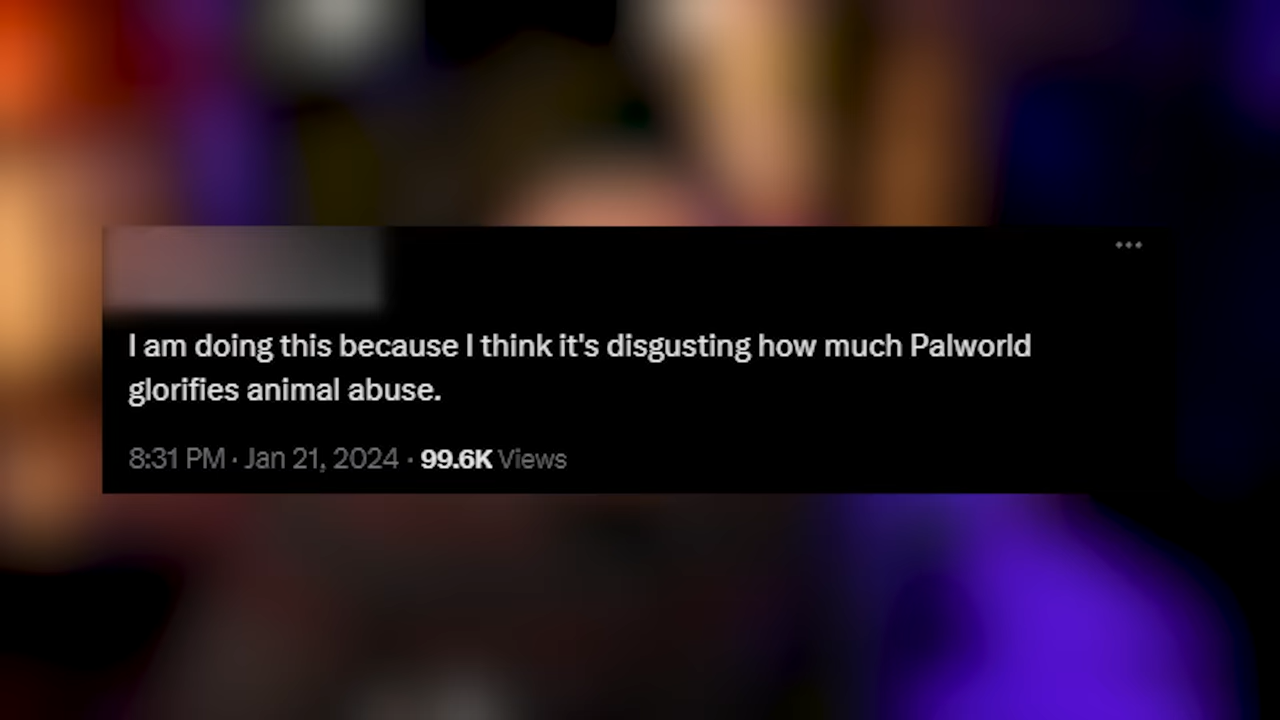 I am doing this because I think it's disgusting how much Palworld
glorifies animal abuse.
8:31 PM · Jan 21, 2024 · 99.6K Views